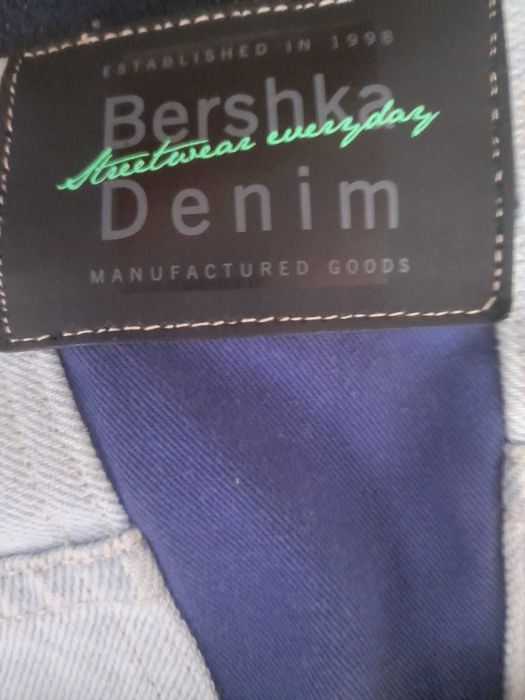 ESTABLISHED IN 1998
Bershka
Streetwear everyday
Denim
MANUFACTURED GOODS